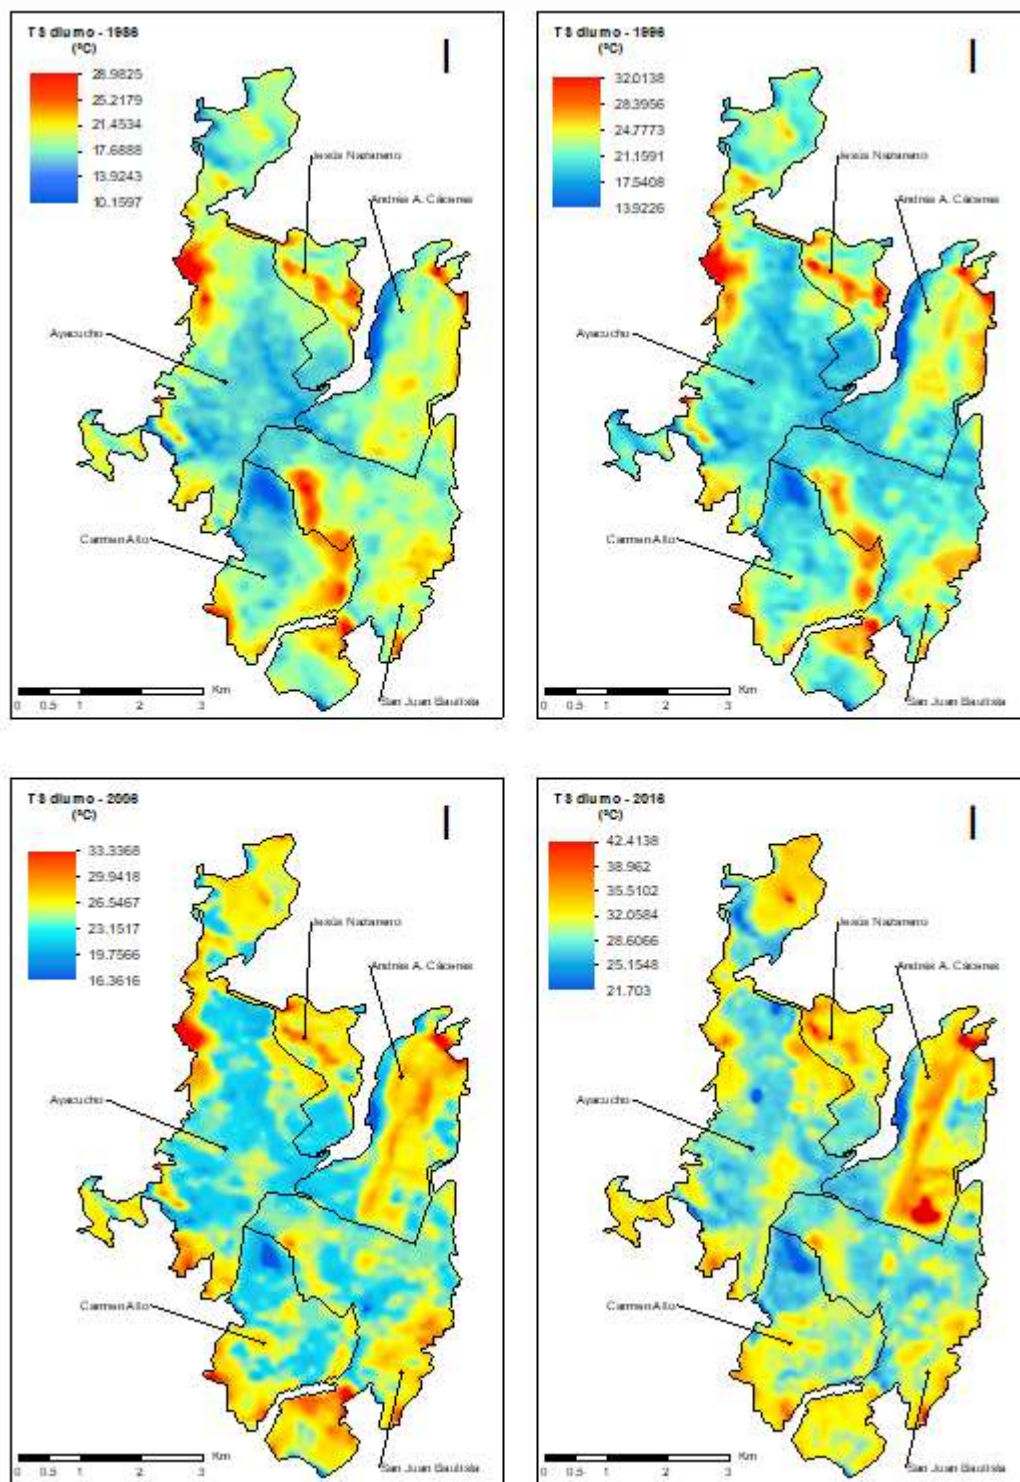 TS diurno - 1986
(ºC)
28.9825
25.2179
21.4534
17.6888
13.9243
10.1597
Jesús Nazareno
Andrés A. Cáceres
Ayacucho
Carmen Alto
San Juan Bautista
0 0.5 1 2 3 Km
TS diurno - 1996
(ºC)
32.0138
28.3956
24.7773
21.1591
17.5408
13.9226
Jesús Nazareno
Andrés A. Cáceres
Ayacucho
Carmen Alto
San Juan Bautista
0 0.5 1 2 3 Km
TS diurno - 2006
(ºC)
33.3368
29.9418
26.5467
23.1517
19.7566
16.3616
Jesús Nazareno
Andrés A. Cáceres
Ayacucho
Carmen Alto
San Juan Bautista
0 0.5 1 2 3 Km
TS diurno - 2016
(ºC)
42.4138
38.962
35.5102
32.0584
28.6066
25.1548
21.703
Jesús Nazareno
Andrés A. Cáceres
Ayacucho
Carmen Alto
San Juan Bautista
0 0.5 1 2 3 Km